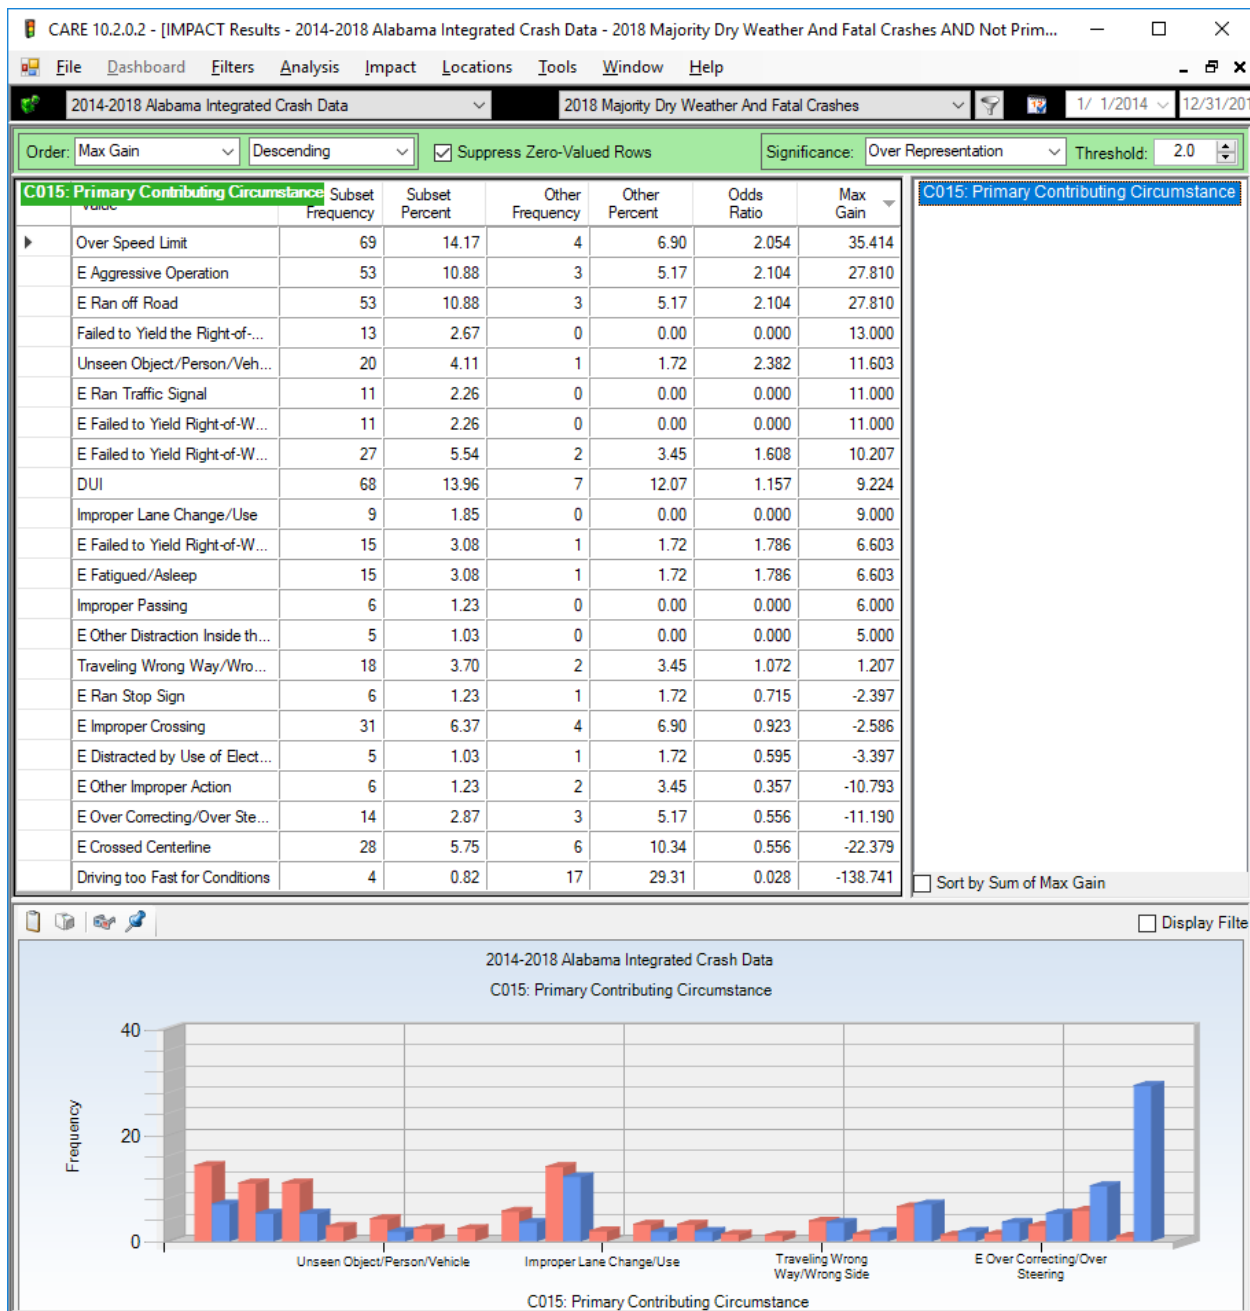 CARE 10.2.0.2 - [IMPACT Results - 2014-2018 Alabama Integrated Crash Data - 2018 Majority Dry Weather And Fatal Crashes AND Not Prim...
File Dashboard Filters Analysis Impact Locations Tools Window Help
2014-2018 Alabama Integrated Crash Data 2018 Majority Dry Weather And Fatal Crashes 1/ 1/2014 12/31/201
Order: Max Gain Descending Suppress Zero-Valued Rows Significance: Over Representation Threshold: 2.0
C015: Primary Contributing Circumstance
Subset Frequency Subset Percent Other Frequency Other Percent Odds Ratio Max Gain
C015: Primary Contributing Circumstance
Over Speed Limit 69 14.17 4 6.90 2.054 35.414
E Aggressive Operation 53 10.88 3 5.17 2.104 27.810
E Ran off Road 53 10.88 3 5.17 2.104 27.810
Failed to Yield the Right-of-... 13 2.67 0 0.00 0.000 13.000
Unseen Object/Person/Veh... 20 4.11 1 1.72 2.382 11.603
E Ran Traffic Signal 11 2.26 0 0.00 0.000 11.000
E Failed to Yield Right-of-W... 11 2.26 0 0.00 0.000 11.000
E Failed to Yield Right-of-W... 27 5.54 2 3.45 1.608 10.207
DUI 68 13.96 7 12.07 1.157 9.224
Improper Lane Change/Use 9 1.85 0 0.00 0.000 9.000
E Failed to Yield Right-of-W... 15 3.08 1 1.72 1.786 6.603
E Fatigued/Asleep 15 3.08 1 1.72 1.786 6.603
Improper Passing 6 1.23 0 0.00 0.000 6.000
E Other Distraction Inside th... 5 1.03 0 0.00 0.000 5.000
Traveling Wrong Way/Wro... 18 3.70 2 3.45 1.072 1.207
E Ran Stop Sign 6 1.23 1 1.72 0.715 -2.397
E Improper Crossing 31 6.37 4 6.90 0.923 -2.586
E Distracted by Use of Elect... 5 1.03 1 1.72 0.595 -3.397
E Other Improper Action 6 1.23 2 3.45 0.357 -10.793
E Over Correcting/Over Ste... 14 2.87 3 5.17 0.556 -11.190
E Crossed Centerline 28 5.75 6 10.34 0.556 -22.379
Driving too Fast for Conditions 4 0.82 17 29.31 0.028 -138.741
Sort by Sum of Max Gain
Display Filte
2014-2018 Alabama Integrated Crash Data
C015: Primary Contributing Circumstance
40
20
0
Frequency
Unseen Object/Person/Vehicle
Improper Lane Change/Use
Traveling Wrong
Way/Wrong Side
E Over Correcting/Over
Steering
C015: Primary Contributing Circumstance